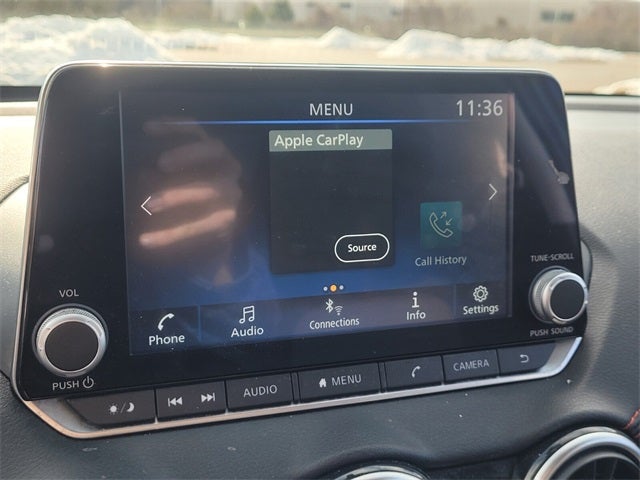 MENU 11:36
Apple CarPlay
Source
Call History
Phone Audio Connections Info Settings
VOL
PUSH
TUNE·SCROLL
PUSH SOUND
AUDIO MENU CAMERA